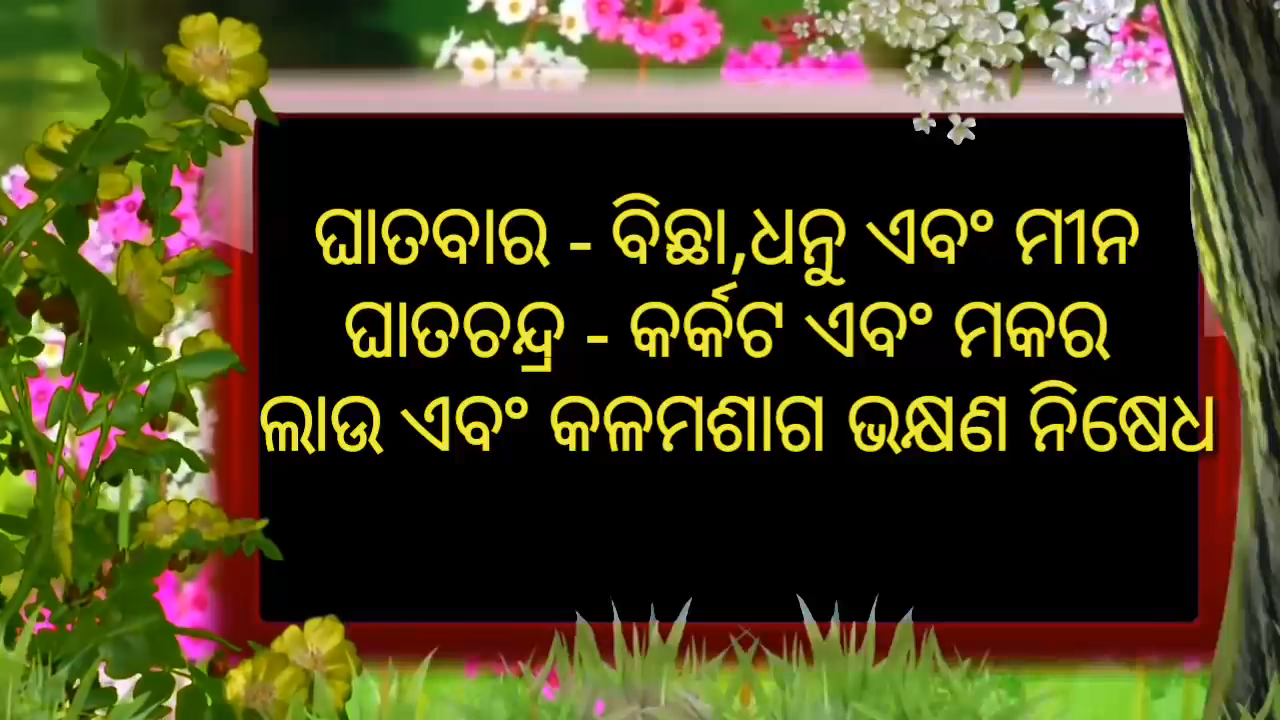 ଘାତବାର - ବିଛା,ଧନୁ ଏବଂ ମୀନ
ଘାତଚନ୍ଦ୍ର - କର୍କଟ ଏବଂ ମକର
ଲାଉ ଏବଂ କଳମଶାଗ ଭକ୍ଷଣ ନିଷେଧ